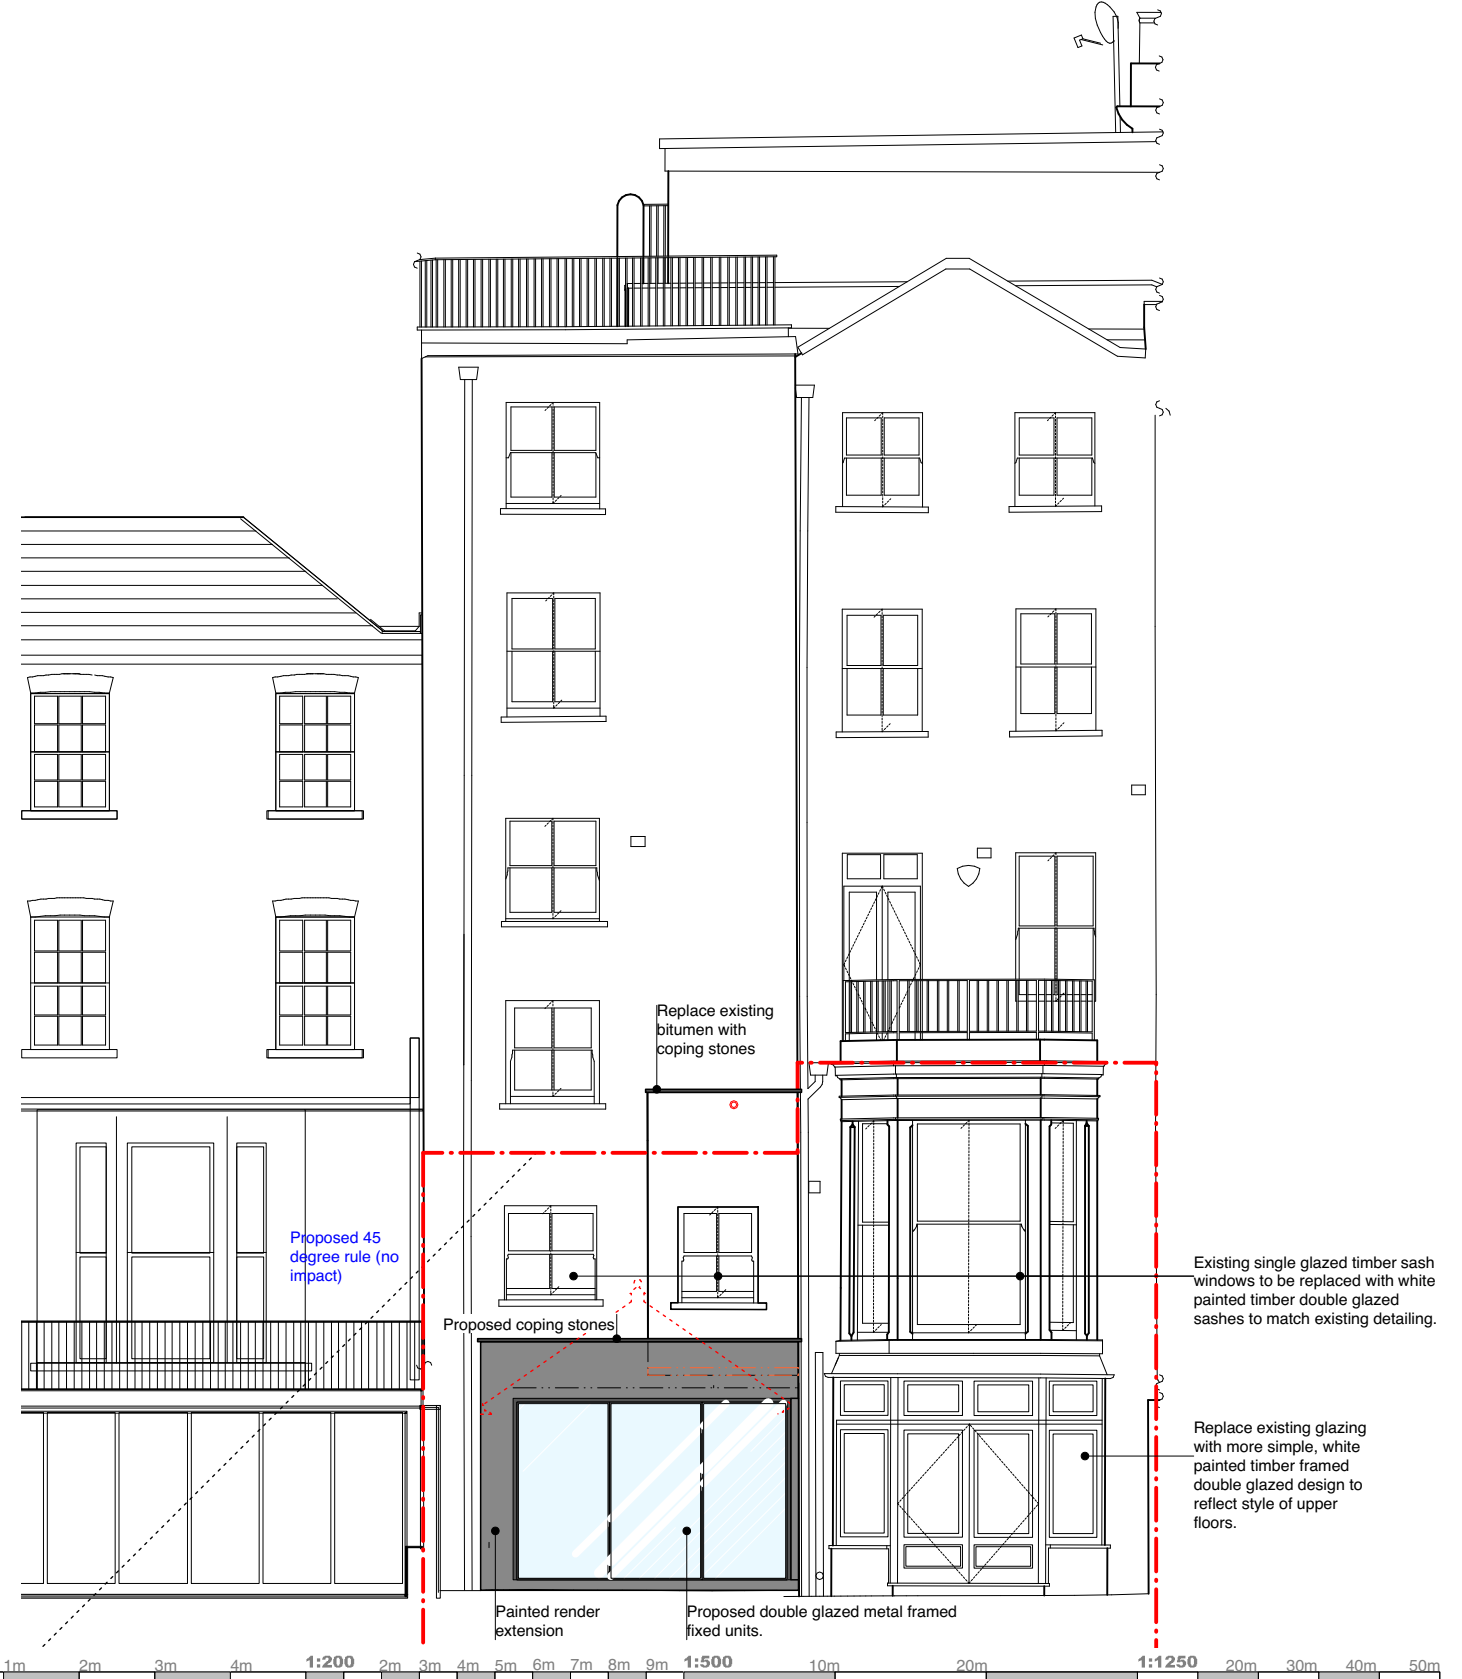 Replace existing
bitumen with
coping stones
Proposed 45
degree rule (no
impact)
Existing single glazed timber sash
windows to be replaced with white
painted timber double glazed
sashes to match existing detailing.
Proposed coping stones
Replace existing glazing
with more simple, white
painted timber framed
double glazed design to
reflect style of upper
floors.
Painted render
extension
Proposed double glazed metal framed
fixed units.
1m 2m 3m 4m 1:200 2m 3m 4m 5m 6m 7m 8m 9m 1:500 10m 20m 1:1250 20m 30m 40m 50m